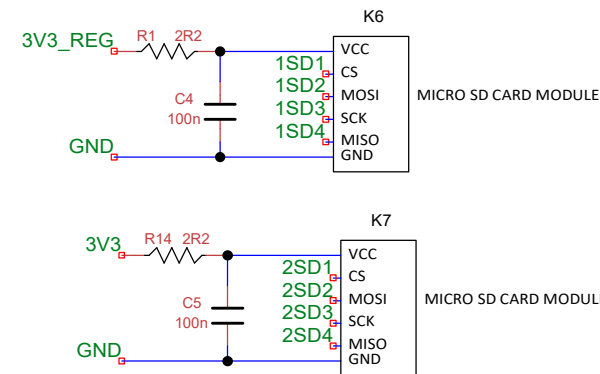 K6
3V3_REG R1 2R2 VCC
1SD1 CS
1SD2 MOSI MICRO SD CARD MODULE
C4 1SD3 SCK
100n 1SD4 MISO
GND GND
K7
3V3 R14 2R2 VCC
2SD1 CS
2SD2 MOSI MICRO SD CARD MODUL
C5 2SD3 SCK
100n 2SD4 MISO
GND GND